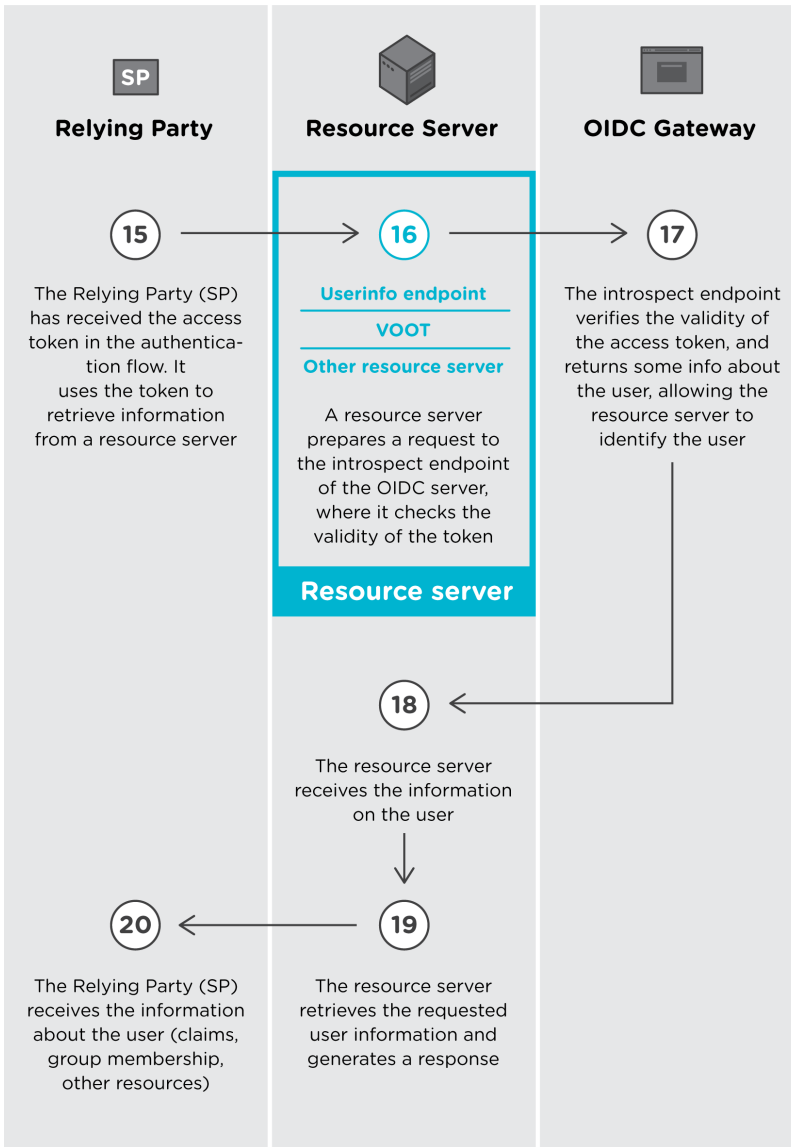 SP
Relying Party
Resource Server
OIDC Gateway
15
The Relying Party (SP)
has received the access
token in the authentica-
tion flow. It
uses the token to
retrieve information
from a resource server
16
Userinfo endpoint
VOOT
Other resource server
A resource server
prepares a request to
the introspect endpoint
of the OIDC server,
where it checks the
validity of the token
Resource server
17
The introspect endpoint
verifies the validity of
the access token, and
returns some info about
the user, allowing the
resource server to
identify the user
18
The resource server
receives the information
on the user
19
The resource server
retrieves the requested
user information and
generates a response
20
The Relying Party (SP)
receives the information
about the user (claims,
group membership,
other resources)